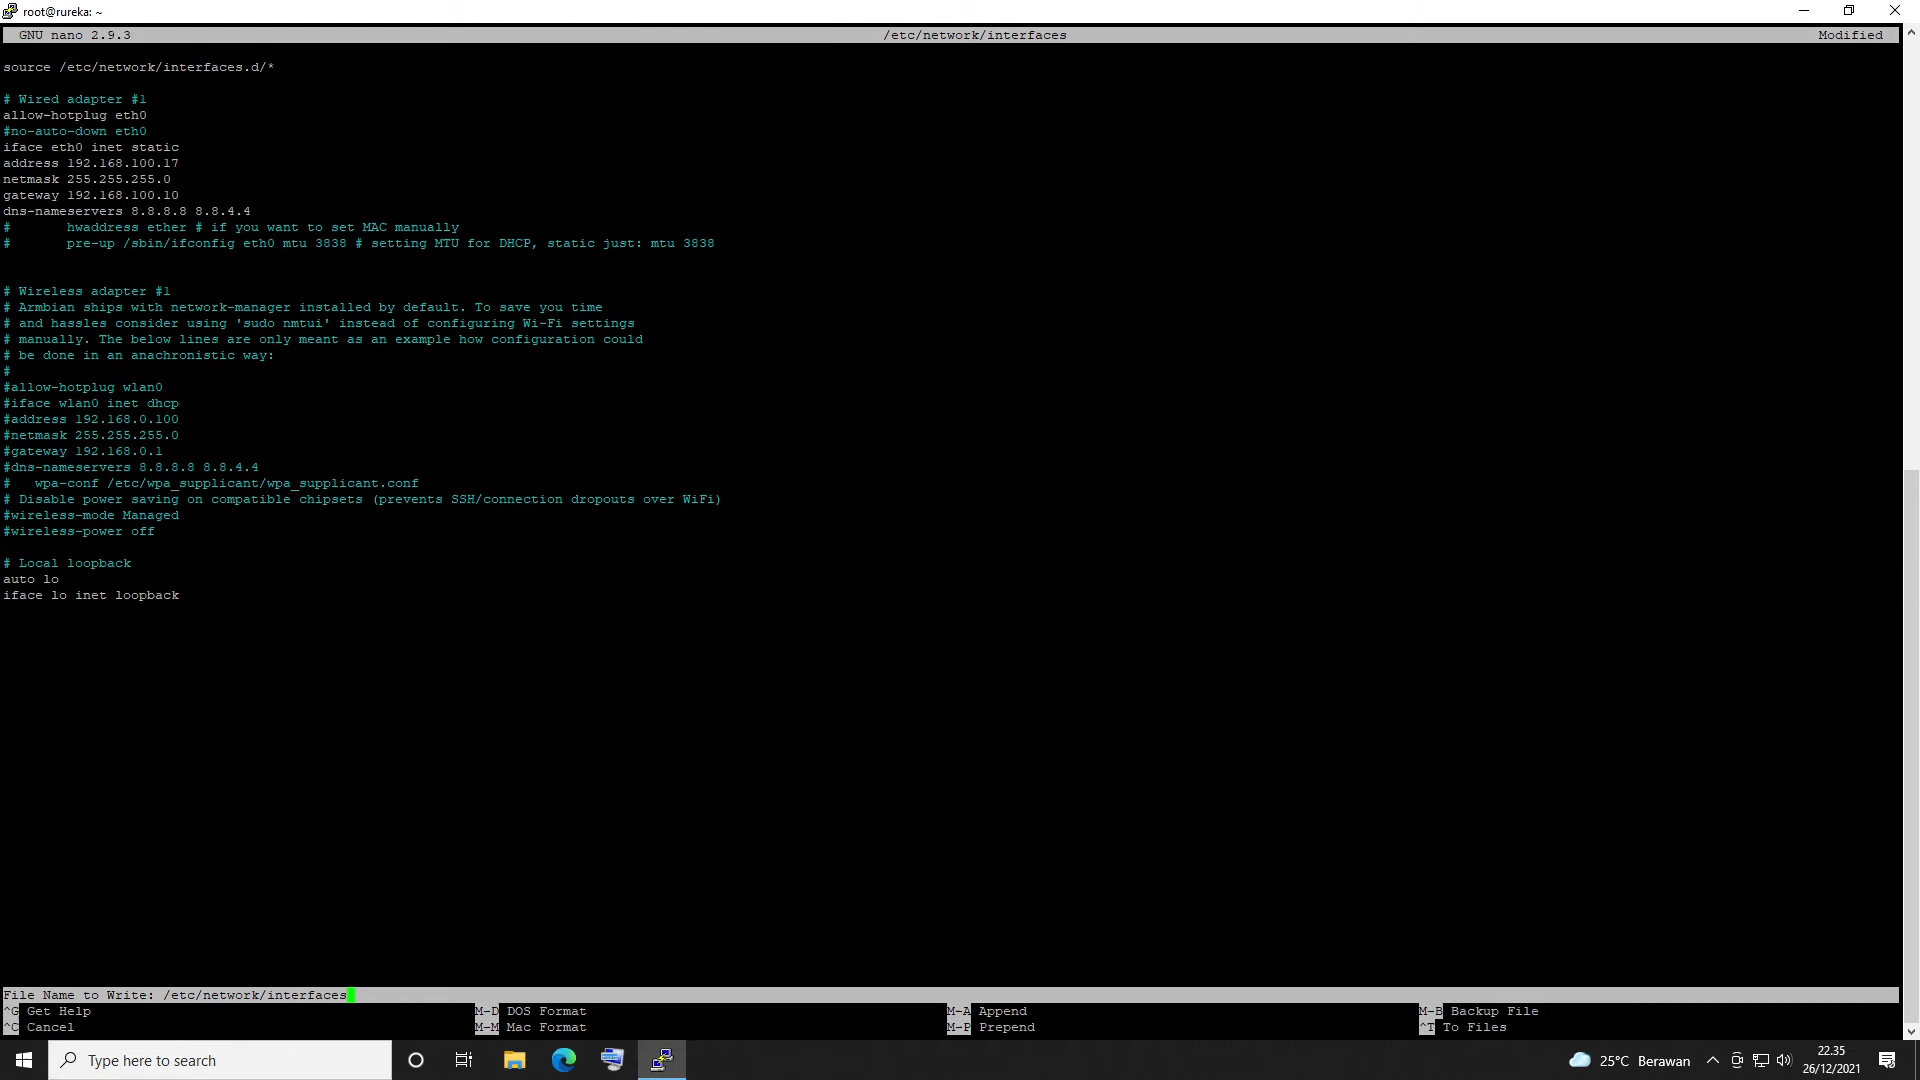 root@rureka: ~
GNU nano 2.9.3 /etc/network/interfaces Modified
source /etc/network/interfaces.d/*
# Wired adapter #1
allow-hotplug eth0
#no-auto-down eth0
iface eth0 inet static
address 192.168.100.17
netmask 255.255.255.0
gateway 192.168.100.10
dns-nameservers 8.8.8.8 8.8.4.4
#       hwaddress ether # if you want to set MAC manually
#       pre-up /sbin/ifconfig eth0 mtu 3838 # setting MTU for DHCP, static just: mtu 3838
# Wireless adapter #1
# Armbian ships with network-manager installed by default. To save you time
# and hassles consider using 'sudo nmtui' instead of configuring Wi-Fi settings
# manually. The below lines are only meant as an example how configuration could
# be done in an anachronistic way:
#
#allow-hotplug wlan0
#iface wlan0 inet dhcp
#address 192.168.0.100
#netmask 255.255.255.0
#gateway 192.168.0.1
#dns-nameservers 8.8.8.8 8.8.4.4
#   wpa-conf /etc/wpa_supplicant/wpa_supplicant.conf
# Disable power saving on compatible chipsets (prevents SSH/connection dropouts over WiFi)
#wireless-mode Managed
#wireless-power off
# Local loopback
auto lo
iface lo inet loopback
File Name to Write: /etc/network/interfaces
^G Get Help M-D DOS Format M-A Append M-B Backup File
^C Cancel M-M Mac Format M-P Prepend ^T To Files
Type here to search 25°C Berawan 22.35
26/12/2021